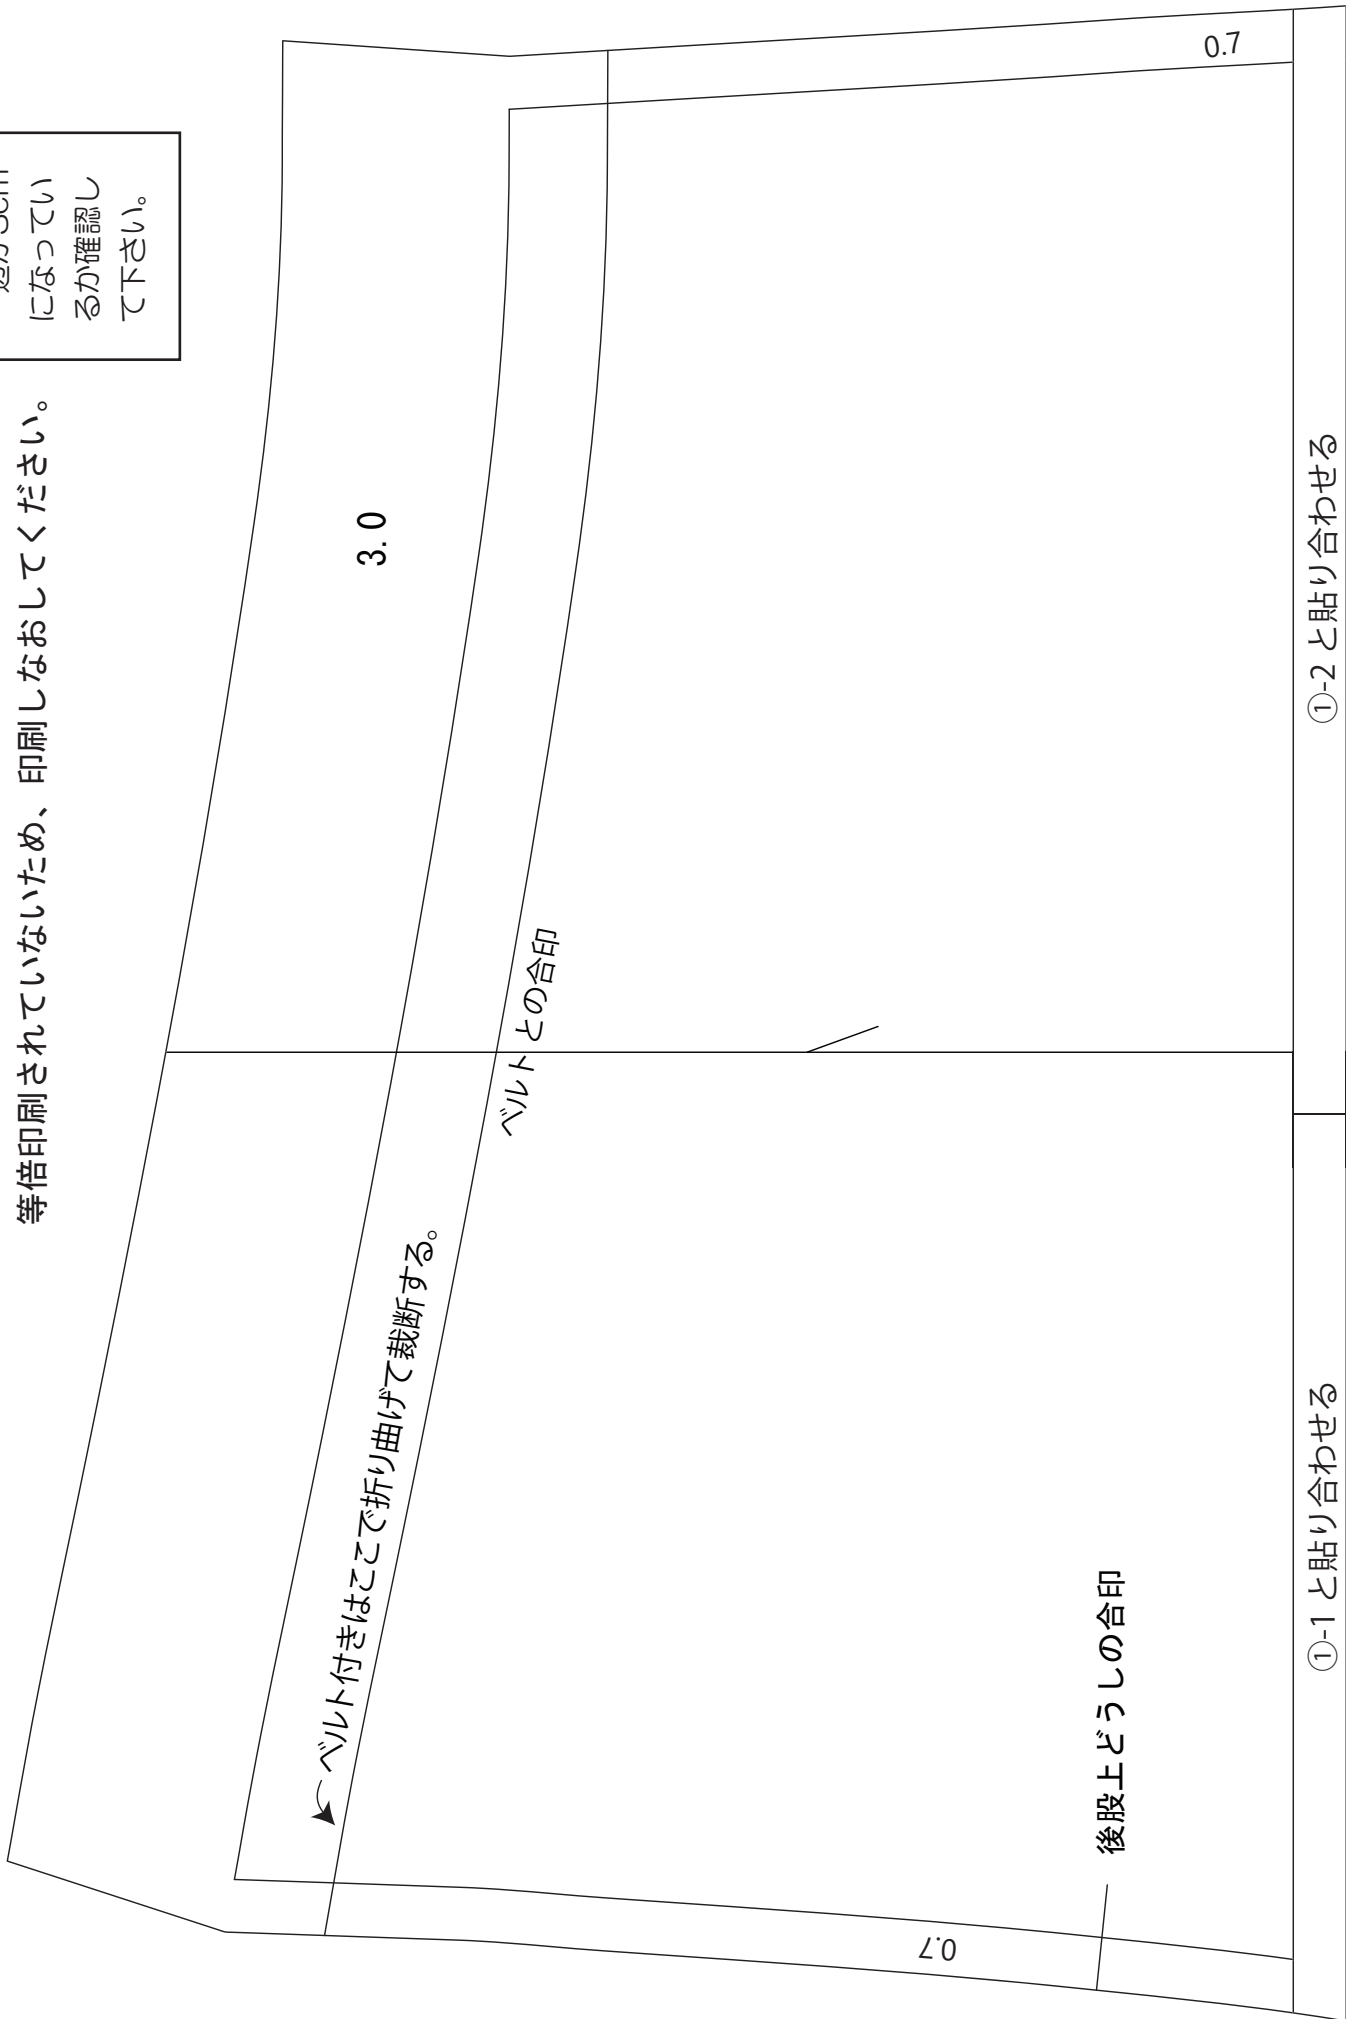 になってい
るか確認し
て下さい。
等倍印刷されていないため、印刷しなおしてください。
3.0
0.7
ベルトとの合印
ベルト付きはここで折り曲げて裁断する。
後股上どうしの合印
0.7
①-2 と貼り合わせる
①-1 と貼り合わせる